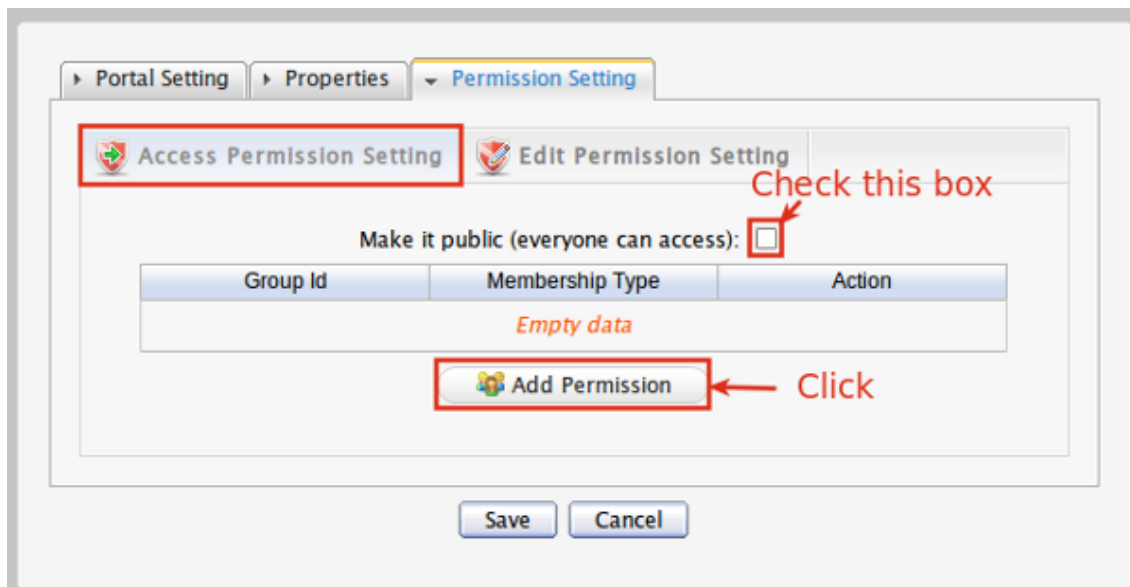 Portal Setting Properties Permission Setting
Access Permission Setting Edit Permission Setting
Check this box
Make it public (everyone can access):
Group Id Membership Type Action
Empty data
Add Permission Click
Save Cancel